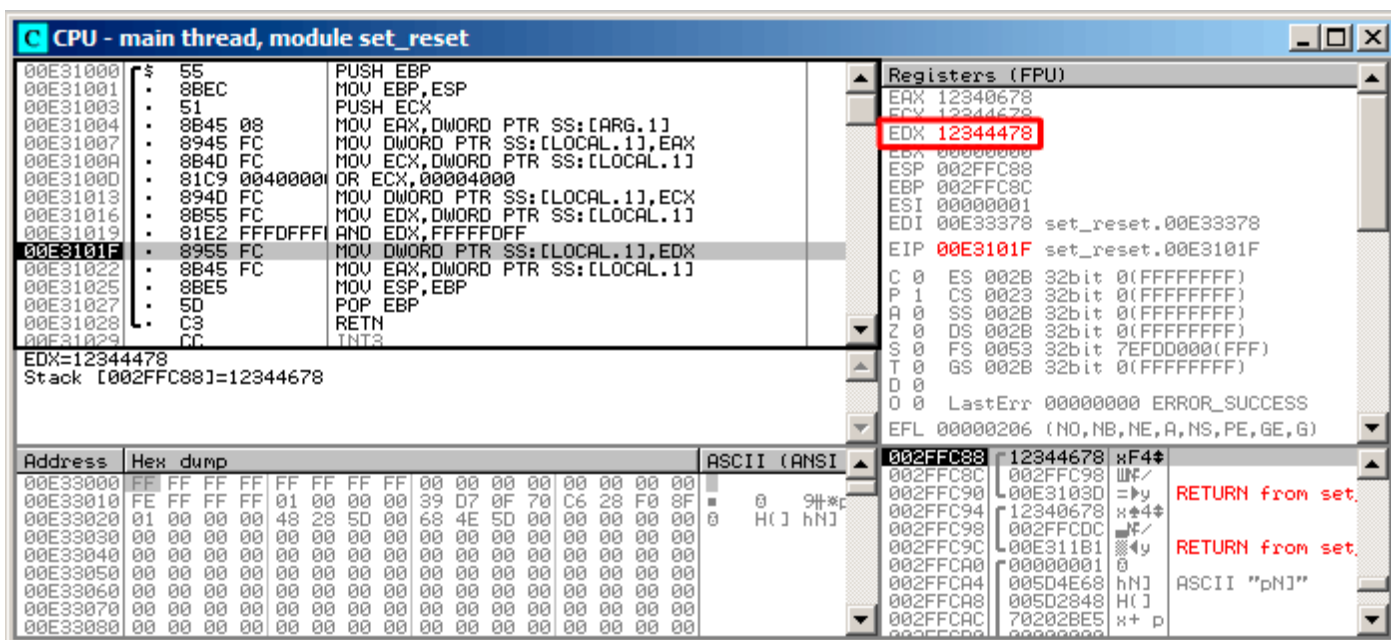 C CPU - main thread, module set_reset
00E31000 $ 55 PUSH EBP
00E31001 . 8BEC MOV EBP,ESP
00E31003 . 51 PUSH ECX
00E31004 . 8B45 08 MOV EAX,DWORD PTR SS:[ARG.1]
00E31007 . 8945 FC MOV DWORD PTR SS:[LOCAL.1],EAX
00E3100A . 8B4D FC MOV ECX,DWORD PTR SS:[LOCAL.1]
00E3100D . 81C9 0040000 OR ECX,00004000
00E31013 . 894D FC MOV DWORD PTR SS:[LOCAL.1],ECX
00E31016 . 8B55 FC MOV EDX,DWORD PTR SS:[LOCAL.1]
00E31019 . 81E2 FFFDFFF AND EDX,FFFFFDFF
00E3101F . 8955 FC MOV DWORD PTR SS:[LOCAL.1],EDX
00E31022 . 8B45 FC MOV EAX,DWORD PTR SS:[LOCAL.1]
00E31025 . 8BE5 MOV ESP,EBP
00E31027 . 5D POP EBP
00E31028 . C3 RETN
00E31029 CC INT3
EDX=12344478
Stack [002FFC88]=12344678
Registers (FPU)
EAX 12340678
ECX 12344678
EDX 12344478
EBX 00000000
ESP 002FFC88
EBP 002FFC8C
ESI 00000001
EDI 00E33378 set_reset.00E33378
EIP 00E3101F set_reset.00E3101F
C 0 ES 002B 32bit 0(FFFFFFFF)
P 1 CS 0023 32bit 0(FFFFFFFF)
A 0 SS 002B 32bit 0(FFFFFFFF)
Z 0 DS 002B 32bit 0(FFFFFFFF)
S 0 FS 0053 32bit 7EFDD000(FFF)
T 0 GS 002B 32bit 0(FFFFFFFF)
D 0
O 0 LastErr 00000000 ERROR_SUCCESS
EFL 00000206 (NO,NB,NE,A,NS,PE,GE,G)
Address Hex dump ASCII (ANSI
00E33000 FF FF FF FF FF FF FF FF 00 00 00 00 00 00 00 00
00E33010 FE FF FF FF 01 00 00 00 39 D7 0F 70 C6 28 F0 8F
00E33020 01 00 00 00 48 28 5D 00 68 4E 5D 00 00 00 00 00 H(] hN]
00E33030 00 00 00 00 00 00 00 00 00 00 00 00 00 00 00 00
00E33040 00 00 00 00 00 00 00 00 00 00 00 00 00 00 00 00
00E33050 00 00 00 00 00 00 00 00 00 00 00 00 00 00 00 00
00E33060 00 00 00 00 00 00 00 00 00 00 00 00 00 00 00 00
00E33070 00 00 00 00 00 00 00 00 00 00 00 00 00 00 00 00
00E33080 00 00 00 00 00 00 00 00 00 00 00 00 00 00 00 00
002FFC88 12344678 xF4
002FFC8C 002FFC98
002FFC90 00E3103D RETURN from set_
002FFC94 12340678
002FFC98 002FFCDC
002FFC9C 00E311B1 RETURN from set_
002FFCA0 00000001
002FFCA4 005D4E68 hN] ASCII "pN]"
002FFCA8 005D2848 H(]
002FFCAC 70202BE5 x+ p